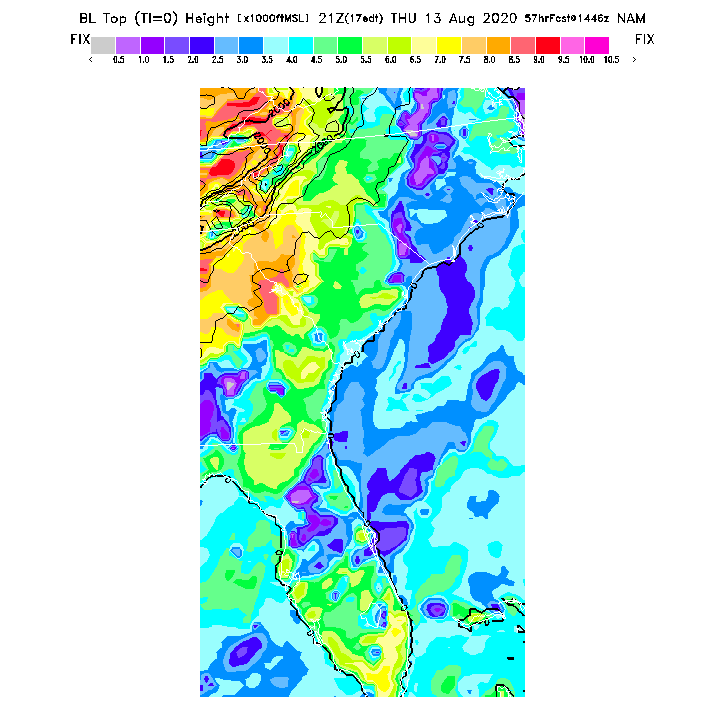 BL Top (TI=0) Height [x1000ftMSL] 21Z(17edt) THU 13 Aug 2020 57hrFcst@1446z NAM
FIX FIX
< 0.5 1.0 1.5 2.0 2.5 3.0 3.5 4.0 4.5 5.0 5.5 6.0 6.5 7.0 7.5 8.0 8.5 9.0 9.5 10.0 10.5 >
2000